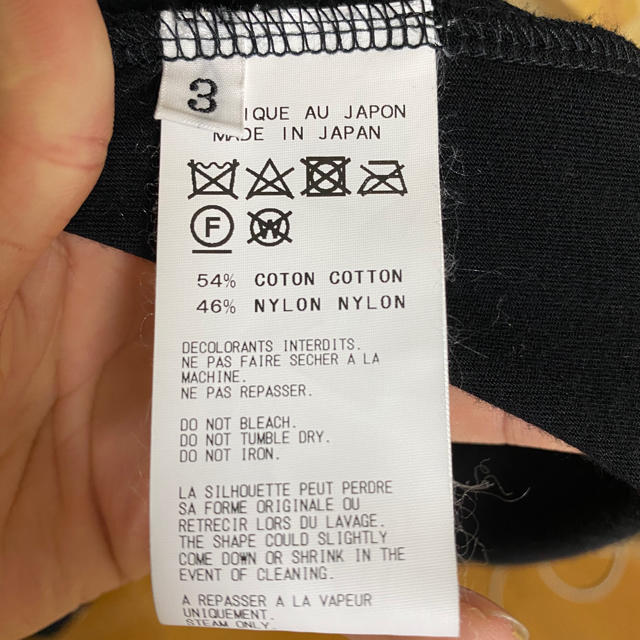 3
IQUE AU JAPON
MADE IN JAPAN
F
W
54% COTON COTTON
46% NYLON NYLON
DECOLORANTS INTERDITS.
NE PAS FAIRE SECHER A LA
MACHINE.
NE PAS REPASSER.
DO NOT BLEACH.
DO NOT TUMBLE DRY.
DO NOT IRON.
LA SILHOUETTE PEUT PERDRE
SA FORME ORIGINALE OU
RETRECIR LORS DU LAVAGE.
THE SHAPE COULD SLIGHTLY
COME DOWN OR SHRINK IN THE
EVENT OF CLEANING.
A REPASSER A LA VAPEUR
UNIQUEMENT.
STEAM ONLY.